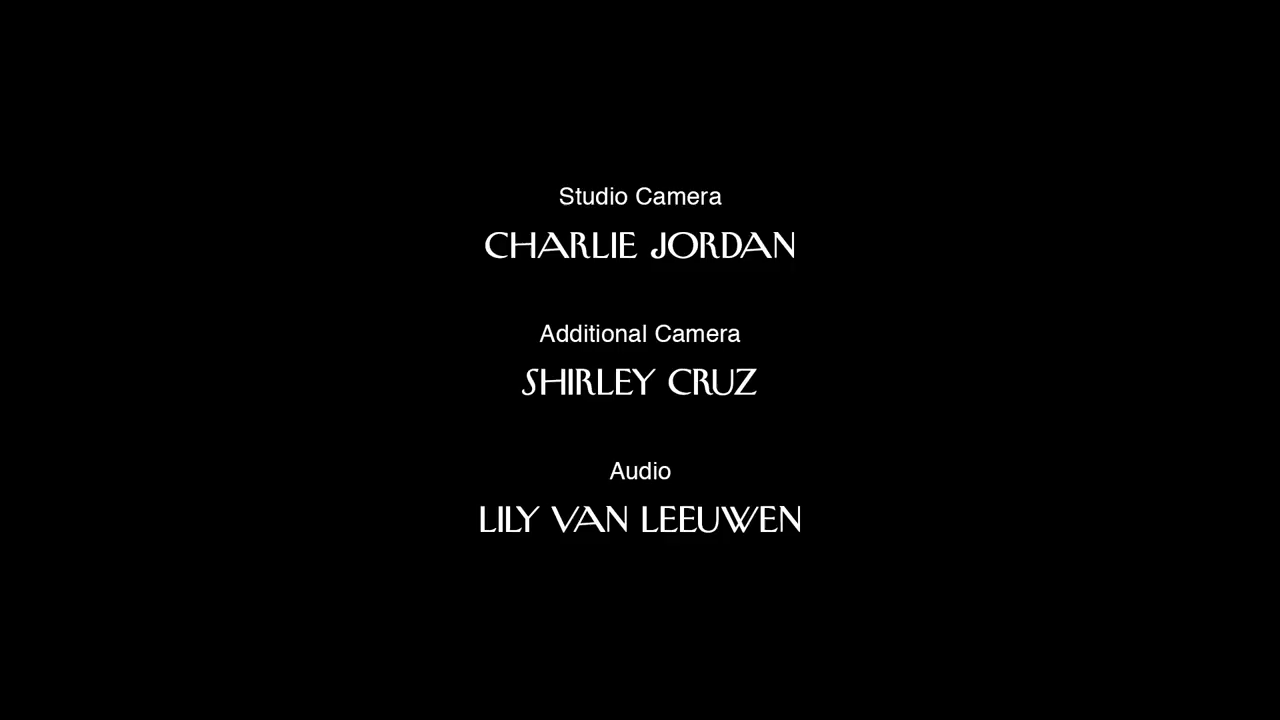 Studio Camera
CHARLIE JORDAN
Additional Camera
SHIRLEY CRUZ
Audio
LILY VAN LEEUWEN